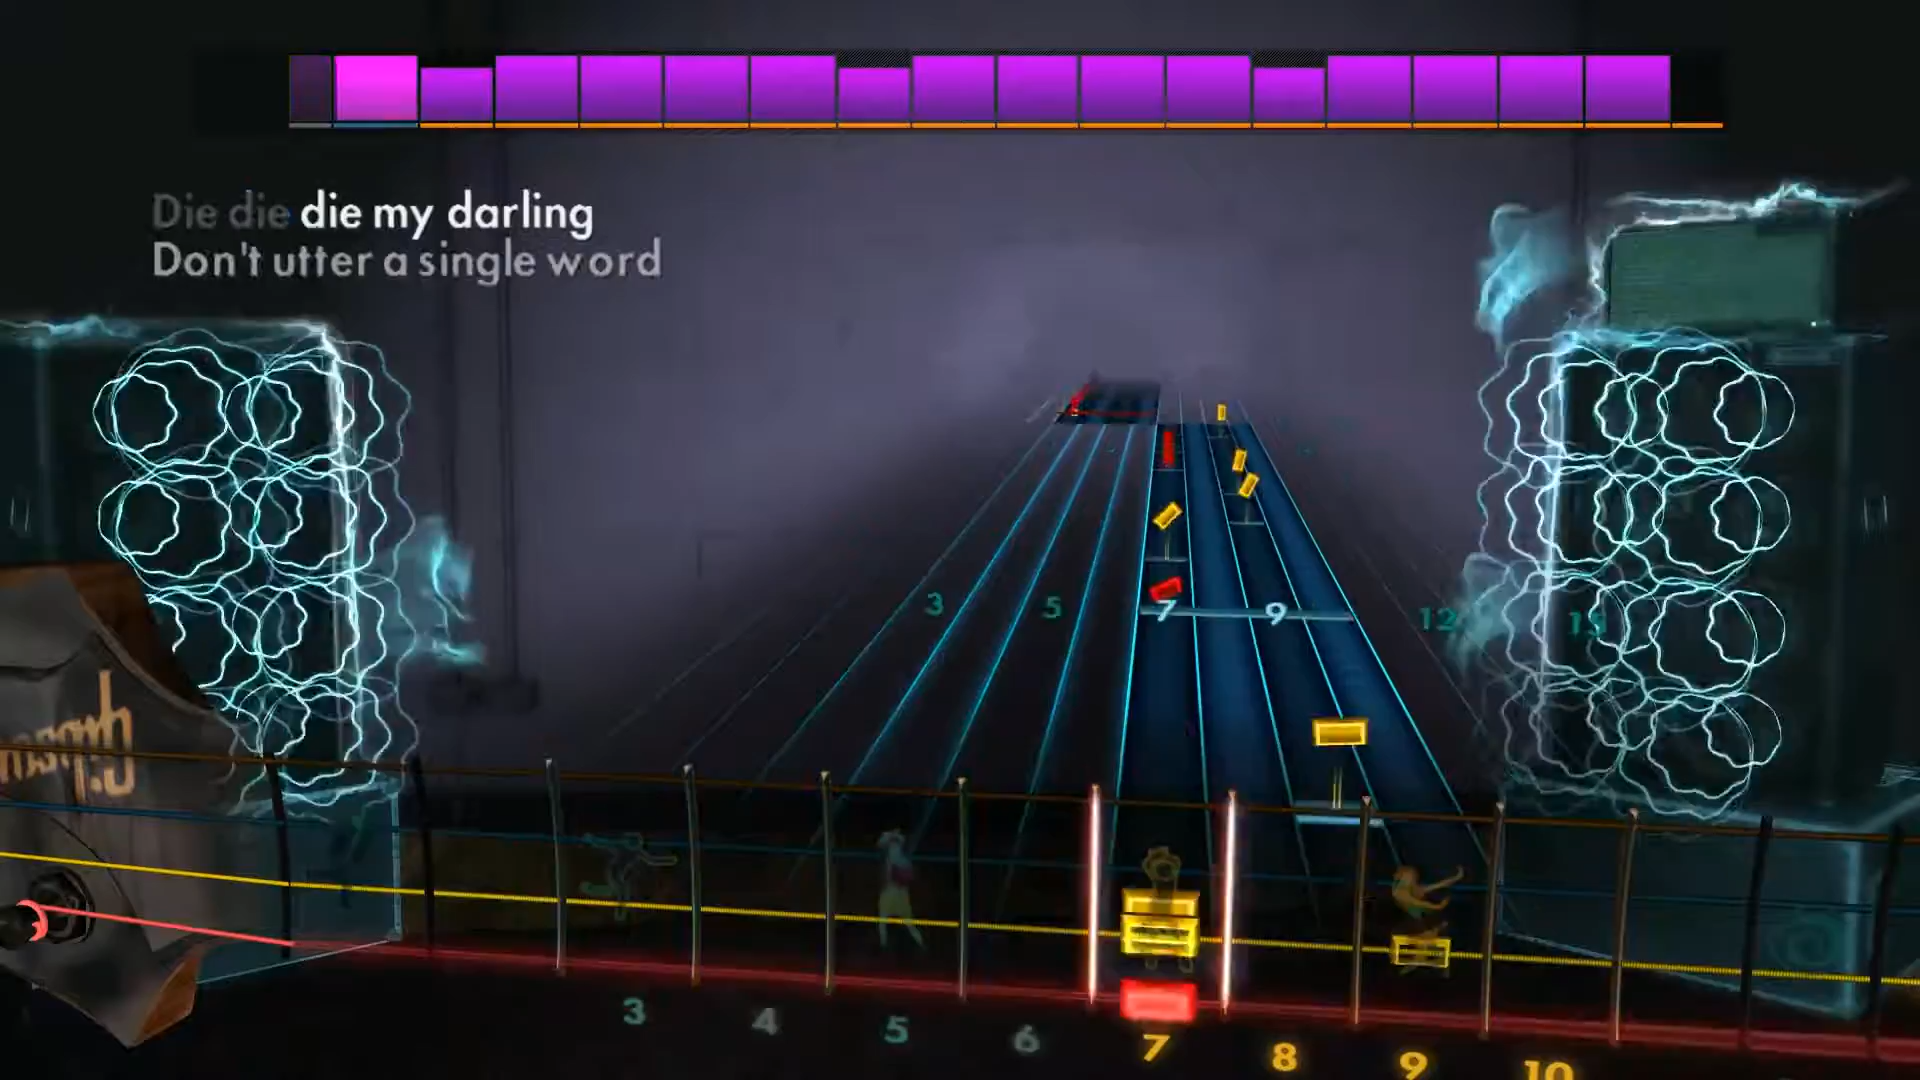 Die die die my darling
Don't utter a single word
3 5 7 9 12 15
3 4 5 6 7 8 9 10